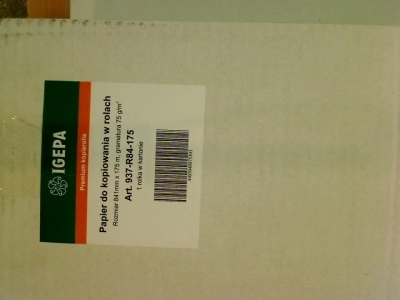 IGEPA
Premium kopierolle
Papier do kopiowania w rolach
Rozmiar 841mm x 175 m, gramatura 75 g/m²
Art. 937-R84-175
1 rolka w kartonie